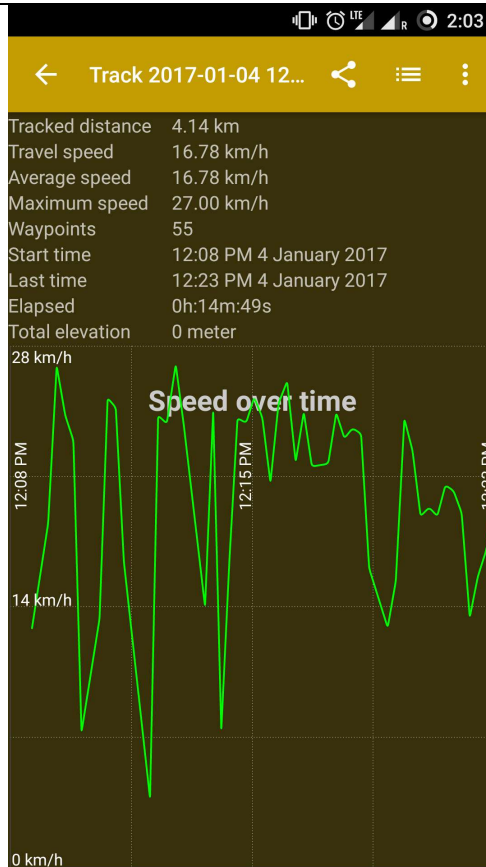 LTE R 2:03
Track 2017-01-04 12...
Tracked distance 4.14 km
Travel speed 16.78 km/h
Average speed 16.78 km/h
Maximum speed 27.00 km/h
Waypoints 55
Start time 12:08 PM 4 January 2017
Last time 12:23 PM 4 January 2017
Elapsed 0h:14m:49s
Total elevation 0 meter
28 km/h
Speed over time
12:08 PM
12:15 PM
14 km/h
0 km/h